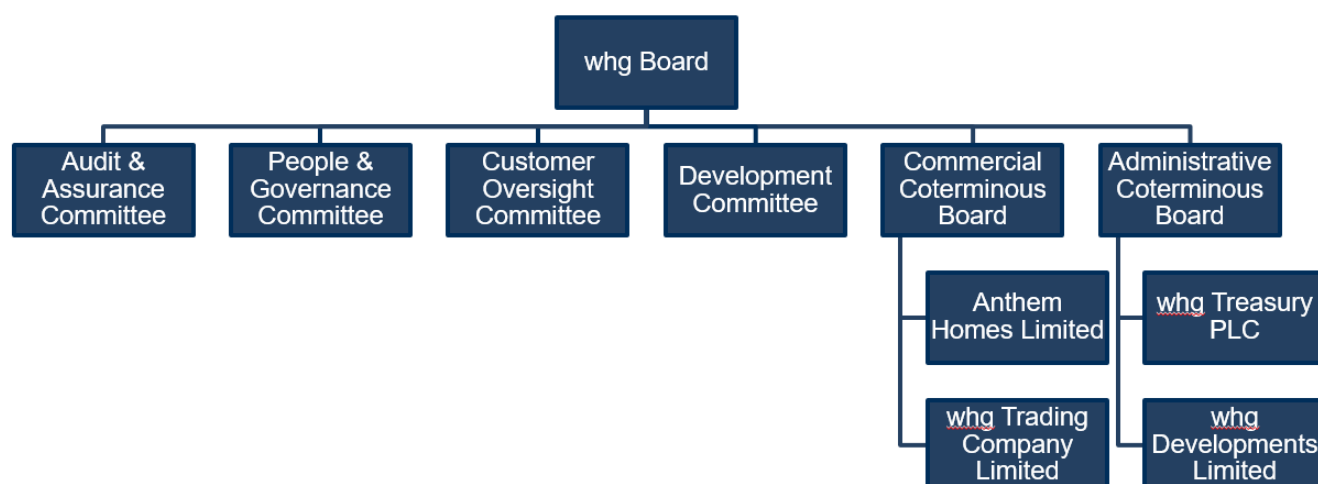 whg Board
Audit &
Assurance
Committee
People &
Governance
Committee
Customer
Oversight
Committee
Development
Committee
Commercial
Coterminous
Board
Administrative
Coterminous
Board
Anthem
Homes Limited
whg Treasury
PLC
whg Trading
Company
Limited
whg
Developments
Limited